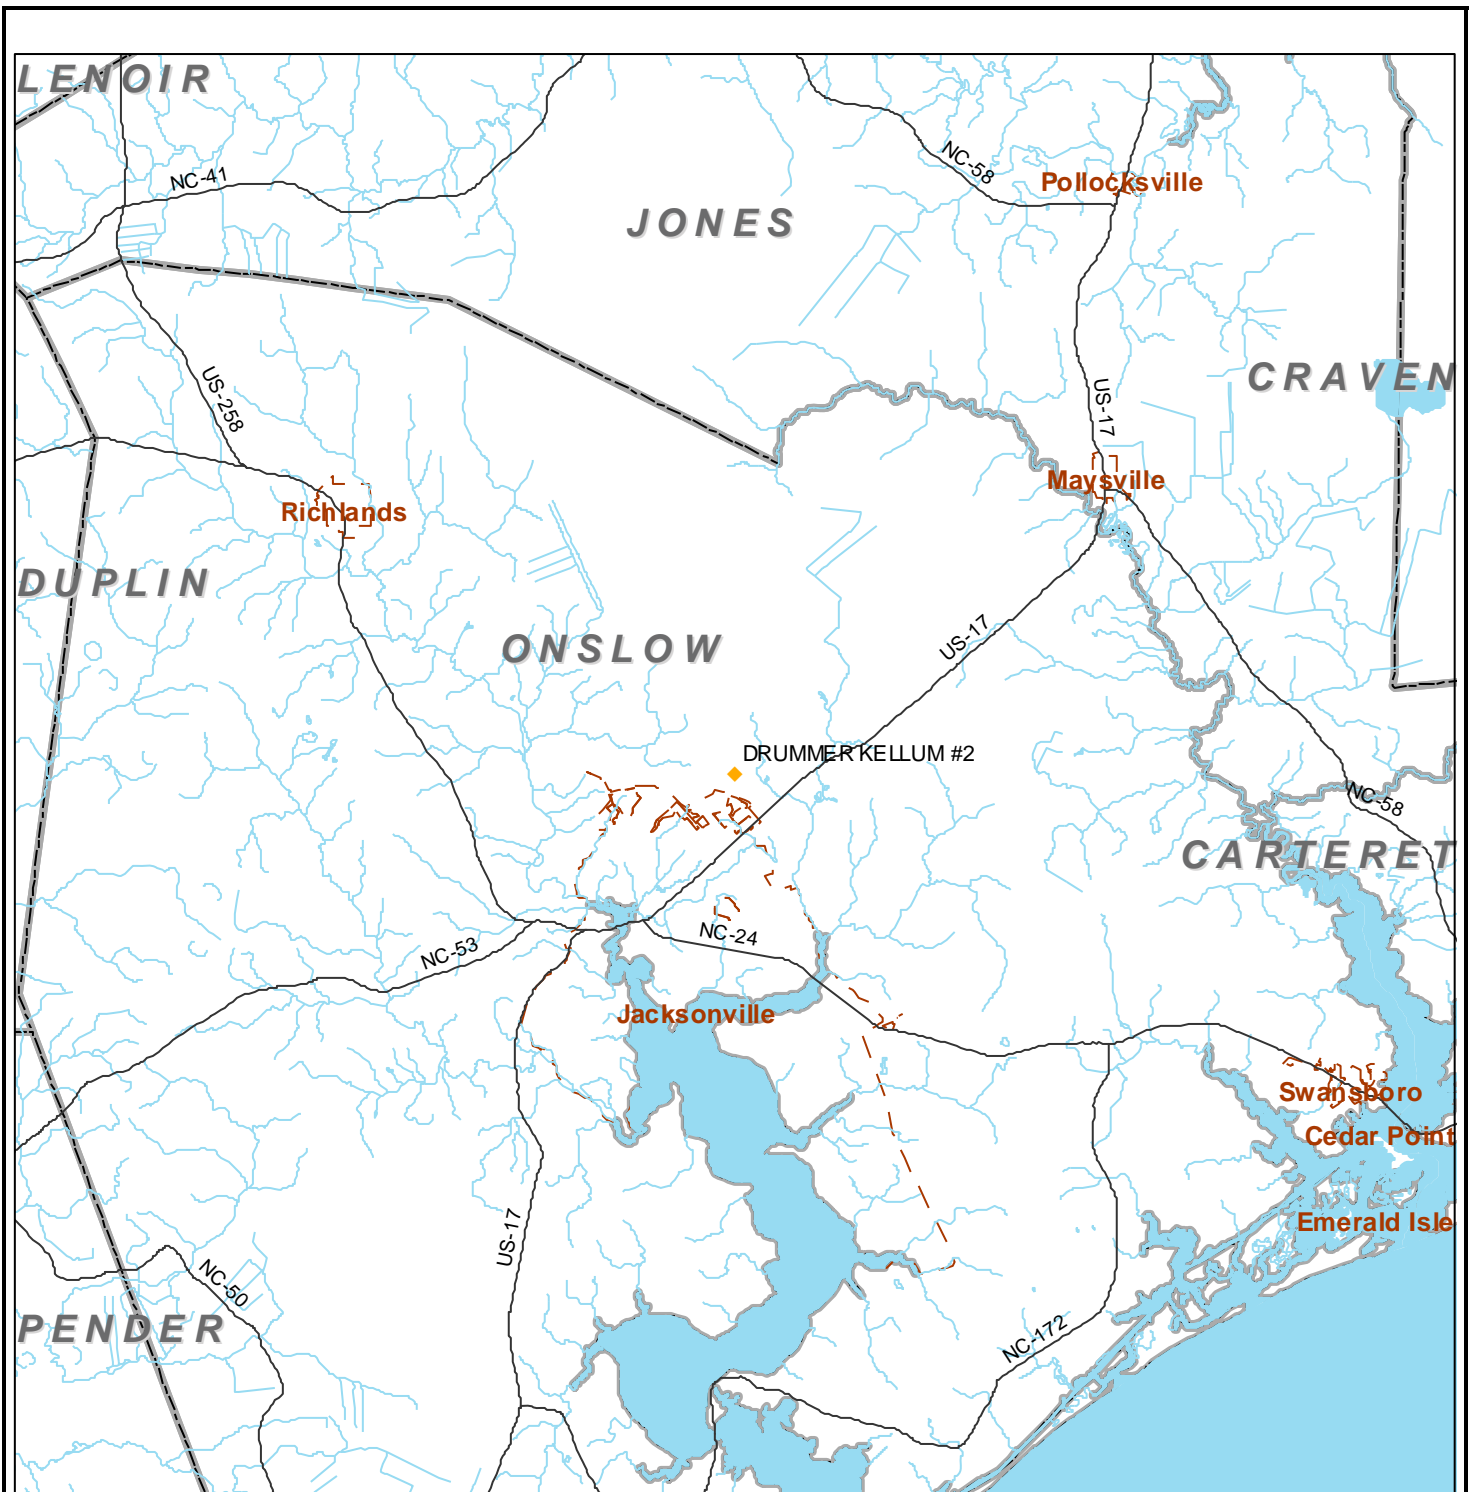 LENOIR
NC-41
NC-58
Pollocksville
JONES
CRAVEN
US-258
US-17
Maysville
Richlands
DUPLIN
ONSLOW
US-17
DRUMMER KELLUM #2
NC-58
CARTERET
NC-24
NC-53
Jacksonville
Swansboro
Cedar Point
Emerald Isle
US-17
NC-50
PENDER
NC-172